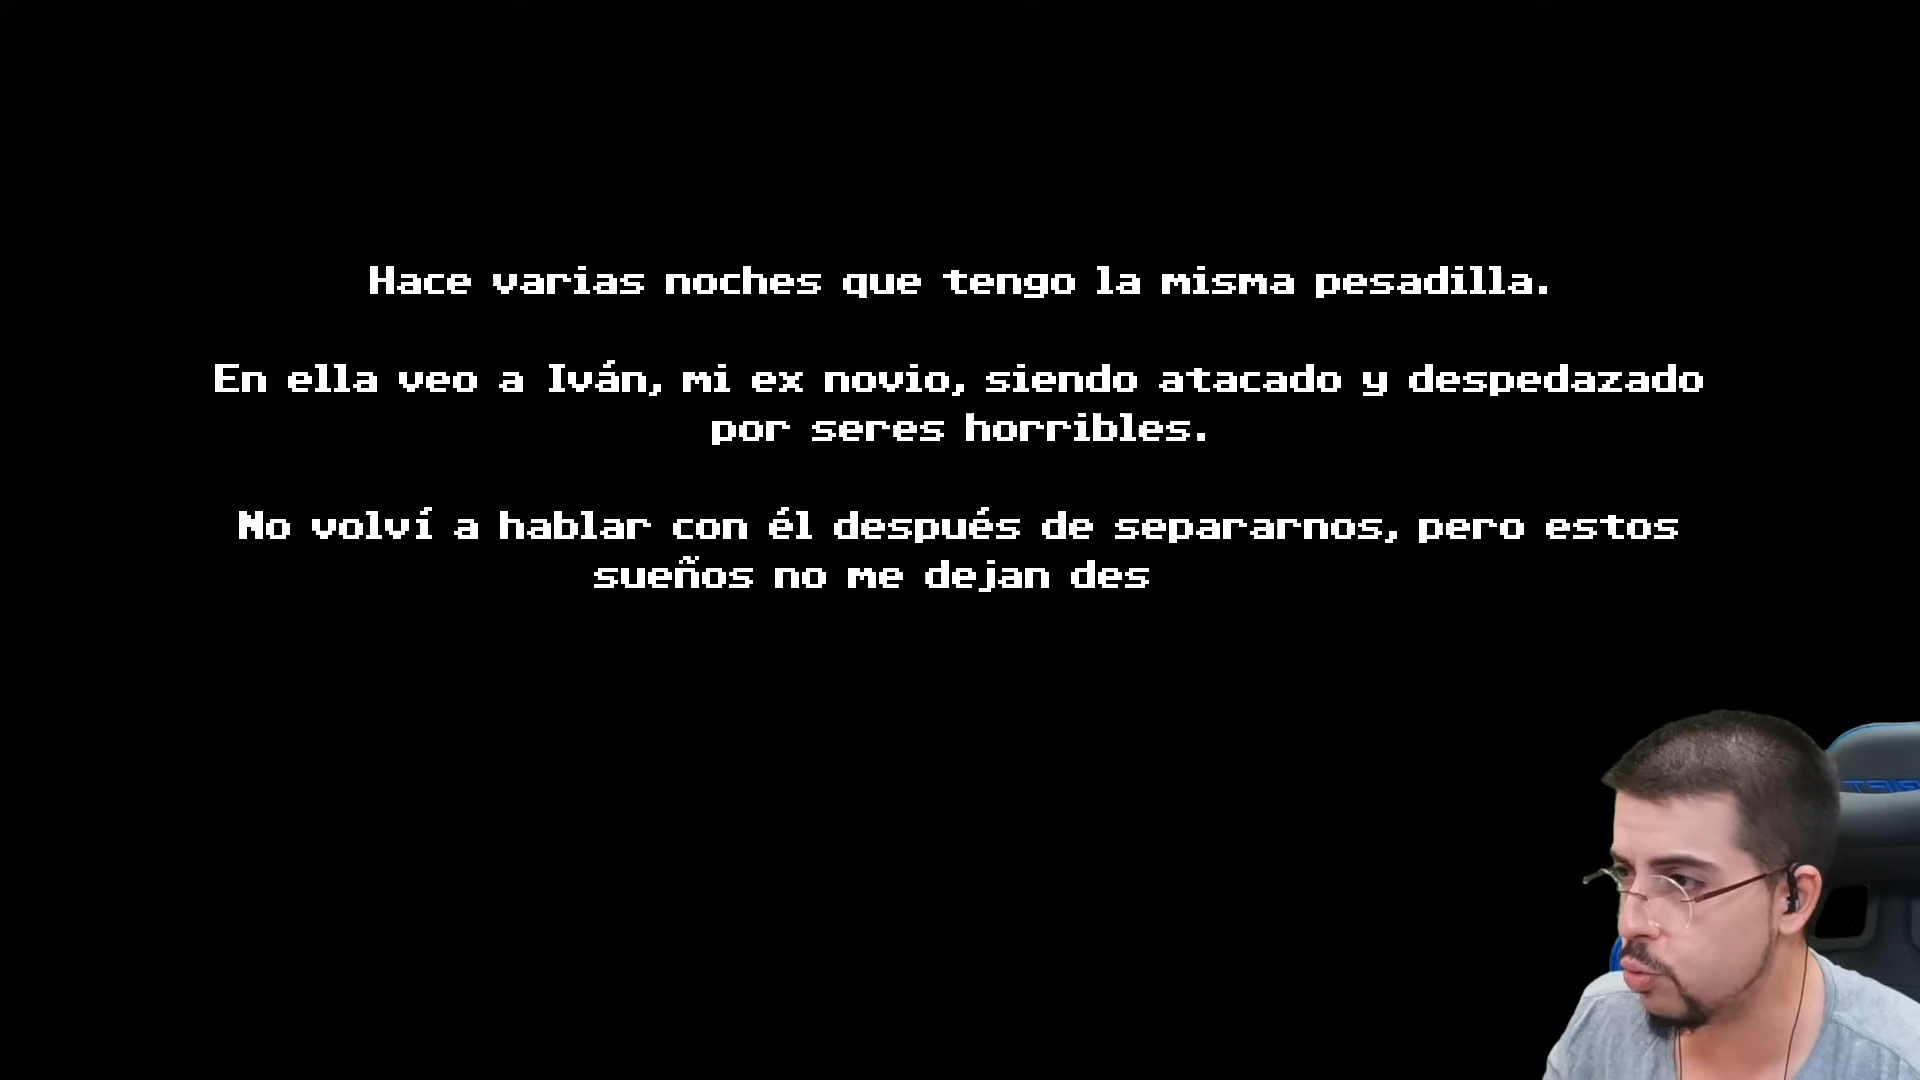 Hace varias noches que tengo la misma pesadilla.
En ella veo a Iván, mi ex novio, siendo atacado y despedazado
por seres horribles.
No volví a hablar con él después de separarnos, pero estos
sueños no me dejan des